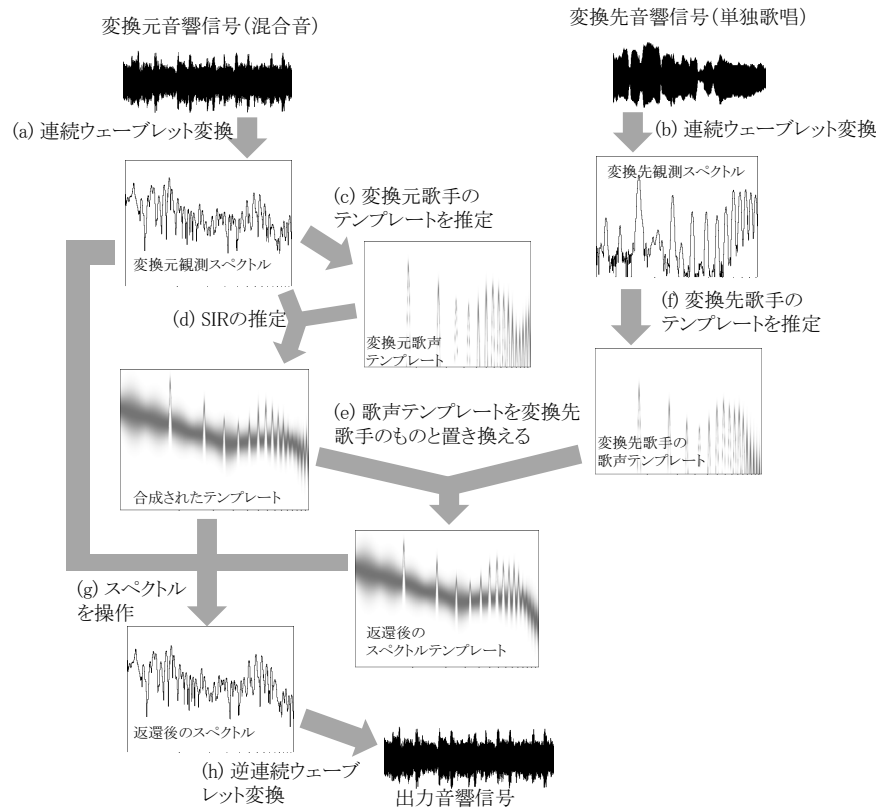 変換元音響信号(混合音)
変換先音響信号(単独歌唱)
(a) 連続ウェーブレット変換
(b) 連続ウェーブレット変換
変換元観測スペクトル
(c) 変換元歌手の
テンプレートを推定
変換先観測スペクトル
(d) SIRの推定
変換元歌声
テンプレート
(f) 変換先歌手の
テンプレートを推定
合成されたテンプレート
(e) 歌声テンプレートを変換先
歌手のものと置き換える
変換先歌手の
歌声テンプレート
(g) スペクトル
を操作
返還後の
スペクトルテンプレート
返還後のスペクトル
(h) 逆連続ウェーブ
レット変換
出力音響信号